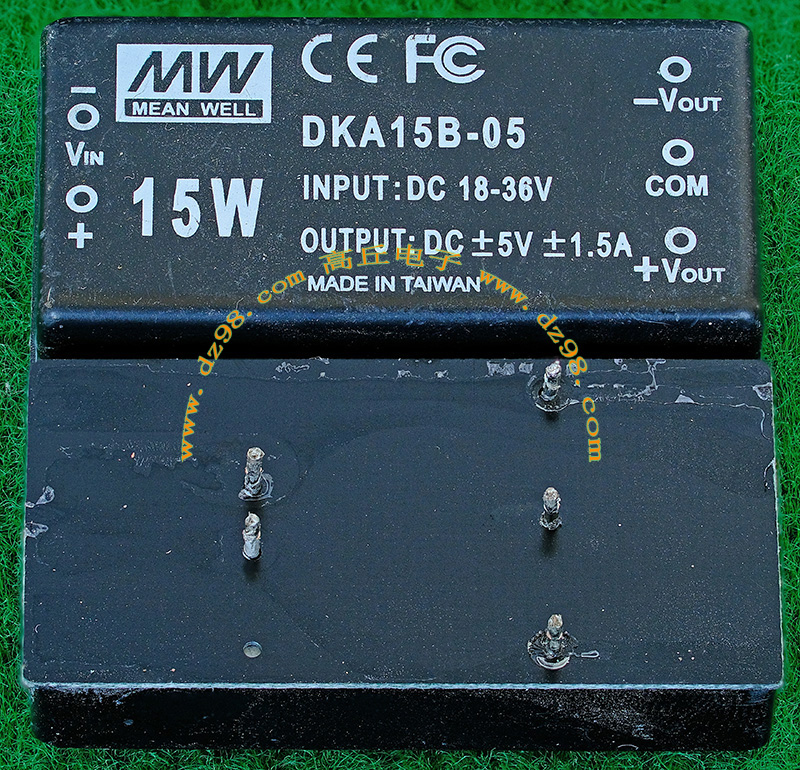 MW
MEAN WELL
CE FC
DKA15B-05
15W
INPUT: DC 18-36V
OUTPUT: DC ±5V ±1.5A
MADE IN TAIWAN
−
VIN
+
−VOUT
COM
+VOUT
www.dz98.com 高丘电子 www.dz98.com